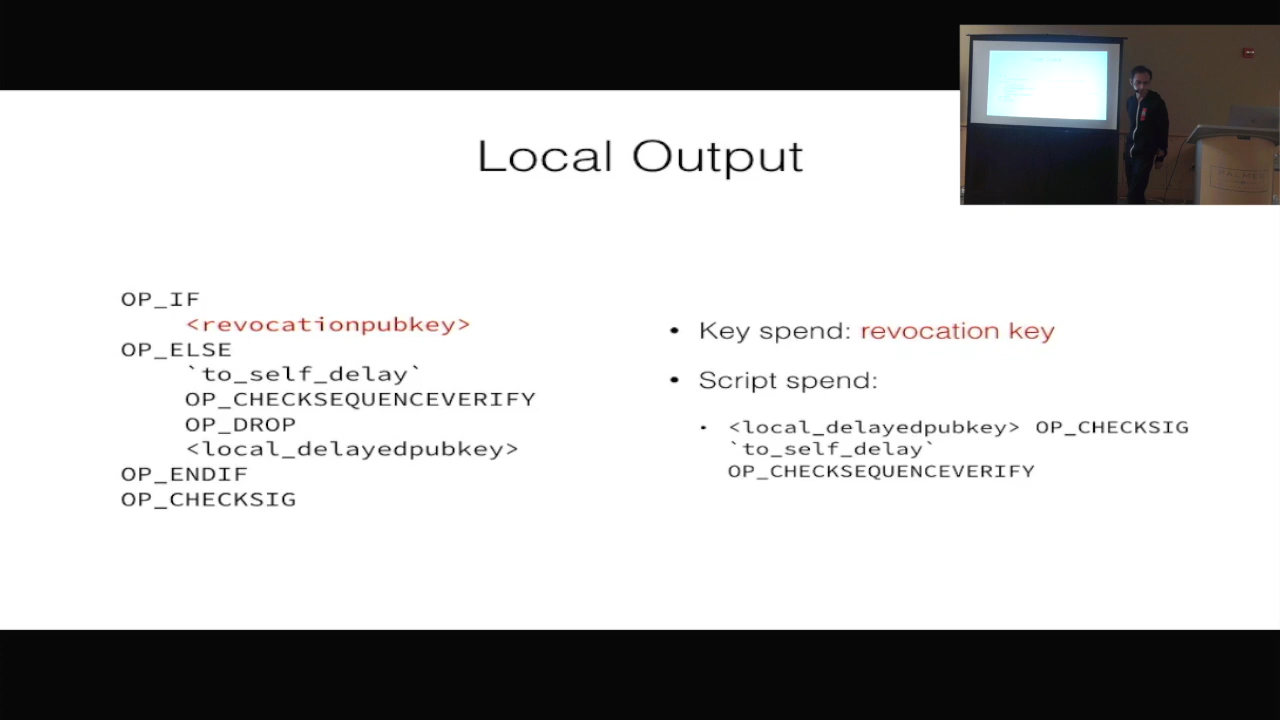 Local Output
OP_IF
<revocationpubkey>
OP_ELSE
`to_self_delay`
OP_CHECKSEQUENCEVERIFY
OP_DROP
<local_delayedpubkey>
OP_ENDIF
OP_CHECKSIG
• Key spend: revocation key
• Script spend:
• <local_delayedpubkey> OP_CHECKSIG
`to_self_delay`
OP_CHECKSEQUENCEVERIFY
PALMER